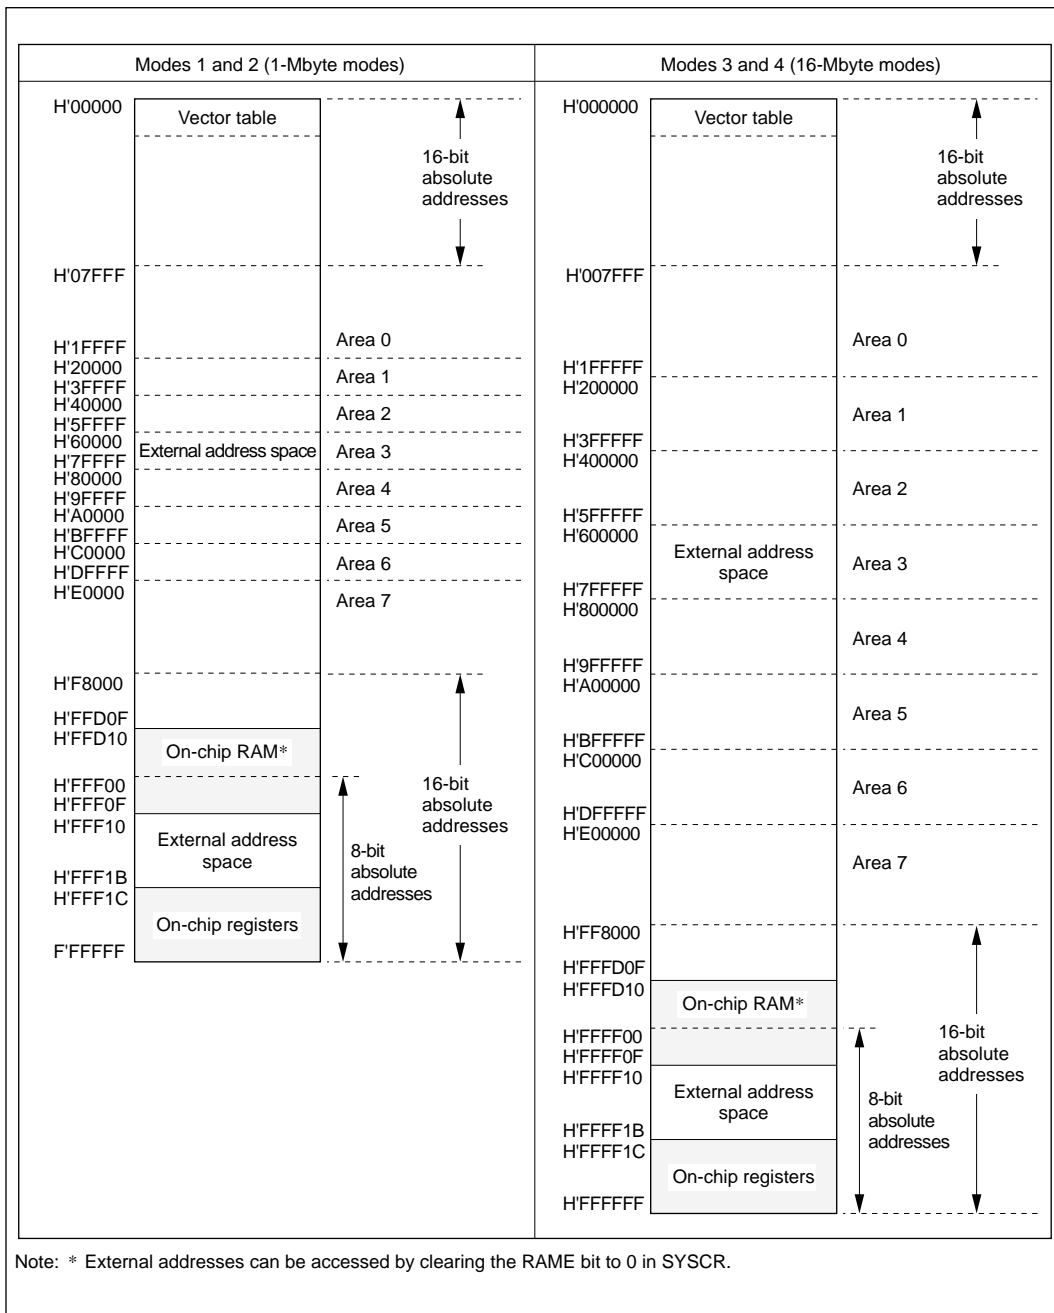 Modes 1 and 2 (1-Mbyte modes)
H'00000
Vector table
16-bit
absolute
addresses
H'07FFF
H'1FFFF
Area 0
H'20000
H'3FFFF
Area 1
H'40000
H'5FFFF
Area 2
H'60000
H'7FFFF
External address space
Area 3
H'80000
H'9FFFF
Area 4
H'A0000
H'BFFFF
Area 5
H'C0000
H'DFFFF
Area 6
H'E0000
Area 7
H'F8000
H'FFD0F
H'FFD10
On-chip RAM*
H'FFF00
H'FFF0F
H'FFF10
External address
space
H'FFF1B
H'FFF1C
On-chip registers
F'FFFFF
8-bit
absolute
addresses
16-bit
absolute
addresses
Modes 3 and 4 (16-Mbyte modes)
H'000000
Vector table
16-bit
absolute
addresses
H'007FFF
Area 0
H'1FFFFF
H'200000
Area 1
H'3FFFFF
H'400000
Area 2
H'5FFFFF
H'600000
External address
space
Area 3
H'7FFFFF
H'800000
Area 4
H'9FFFFF
H'A00000
Area 5
H'BFFFFF
H'C00000
Area 6
H'DFFFFF
H'E00000
Area 7
H'FF8000
H'FFFD0F
H'FFFD10
On-chip RAM*
H'FFFF00
H'FFFF0F
H'FFFF10
External address
space
H'FFFF1B
H'FFFF1C
On-chip registers
H'FFFFFF
8-bit
absolute
addresses
16-bit
absolute
addresses
Note: * External addresses can be accessed by clearing the RAME bit to 0 in SYSCR.